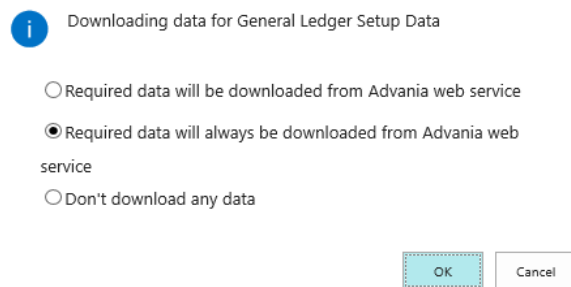 Downloading data for General Ledger Setup Data
Required data will be downloaded from Advania web service
Required data will always be downloaded from Advania web
service
Don't download any data
OK
Cancel